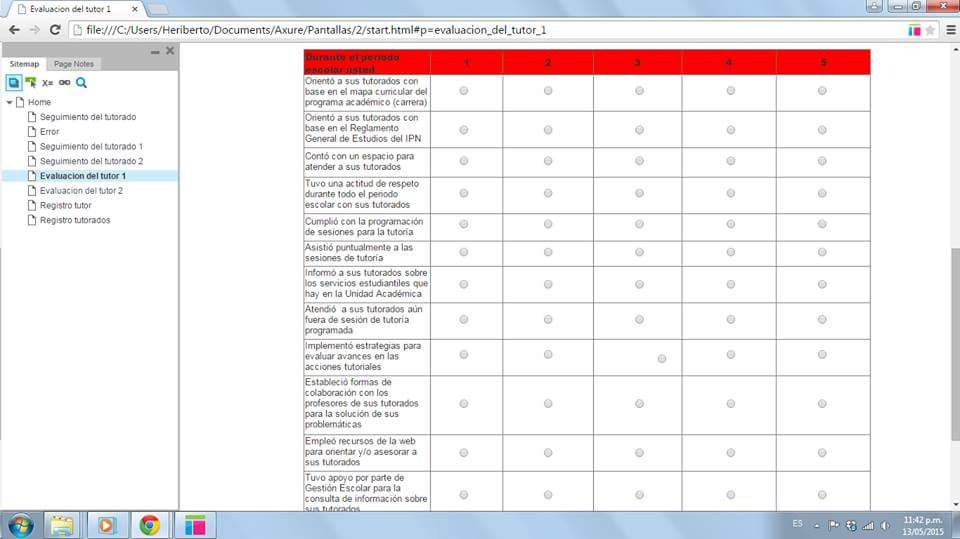 Evaluacion del tutor 1
file:///C:/Users/Heriberto/Documents/Axure/Pantallas/2/start.html#p=evaluacion_del_tutor_1
Sitemap
Page Notes
X=
Home
Seguimiento del tutorado
Error
Seguimiento del tutorado 1
Seguimiento del tutorado 2
Evaluacion del tutor 1
Evaluacion del tutor 2
Registro tutor
Registro tutorados
Durante el periodo
escolar usted
1
2
3
4
5
Orientó a sus tutorados con
base en el mapa curricular del
programa académico (carrera)
Orientó a sus tutorados con
base en el Reglamento
General de Estudios del IPN
Contó con un espacio para
atender a sus tutorados
Tuvo una actitud de respeto
durante todo el periodo
escolar con sus tutorados
Cumplió con la programación
de sesiones para la tutoría
Asistió puntualmente a las
sesiones de tutoría
Informó a sus tutorados sobre
los servicios estudiantiles que
hay en la Unidad Académica
Atendió a sus tutorados aún
fuera de sesión de tutoría
programada
Implementó estrategias para
evaluar avances en las
acciones tutoriales
Estableció formas de
colaboración con los
profesores de sus tutorados
para la solución de sus
problemáticas
Empleó recursos de la web
para orientar y/o asesorar a
sus tutorados
Tuvo apoyo por parte de
Gestión Escolar para la
consulta de información sobre
sus tutorados
ES
11:42 p.m.
13/05/2015